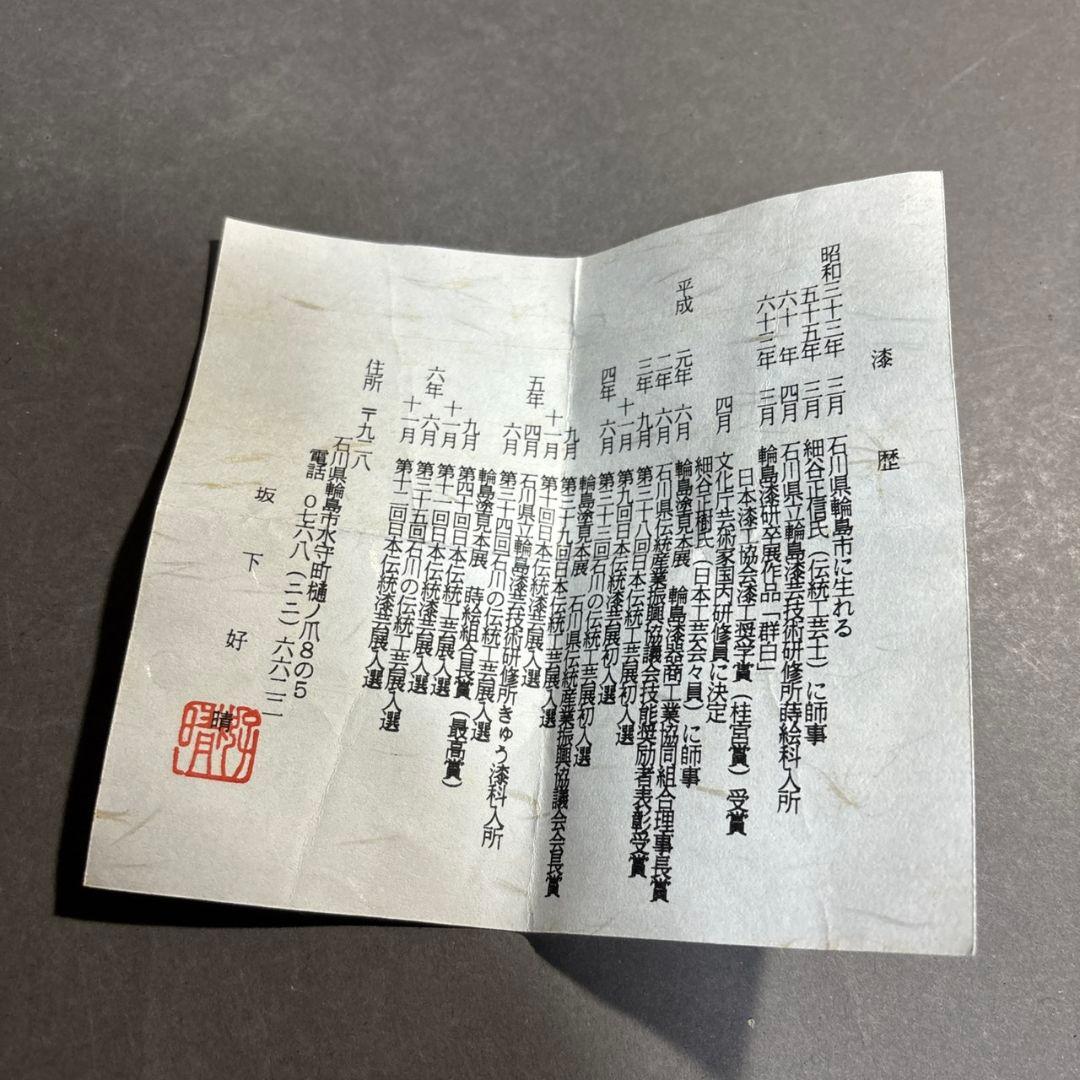 漆歴
昭和三十三年 三月 石川県輪島市に生れる
五十五年 三月 細谷正信氏(伝統工芸士)に師事
六十年 四月 石川県立輪島漆芸技術研修所蒔絵科入所
六十三年 三月 輪島漆研卒展作品「群白」
日本漆工協会漆工奨学賞(桂宮賞)受賞
四月 文化庁芸術家国内研修員に決定
(日本工芸会々員)に師事
平成 元年 六月 輪島塗見本展 輪島漆器商工業協同組合理事長賞
二年 六月 石川県伝統産業振興協議会技能奨励者表彰受賞
三年 九月 第三十八回日本伝統工芸展初入選
十一月 第九回日本伝統漆芸展初入選
四年 六月 第三十三回石川の伝統工芸展初入選
輪島塗見本展 石川県伝統産業振興協議会会長賞
九月 第三十九回日本伝統工芸展入選
十一月 第十回日本伝統漆芸展入選
五年 四月 石川県立輪島漆芸技術研修所きゅう漆科入所
六月 第三十四回石川の伝統工芸展入選
輪島塗見本展 蒔絵組合長賞(最高賞)
九月 第四十回日本伝統工芸展入選
十一月 第十一回日本伝統漆芸展入選
六年 六月 第三十五回石川の伝統工芸展入選
十一月 第十二回日本伝統漆芸展入選
住所 〒九二八
石川県輪島市水守町樋ノ爪8の5
電話 0七六八(二二)
坂下好晴
好晴